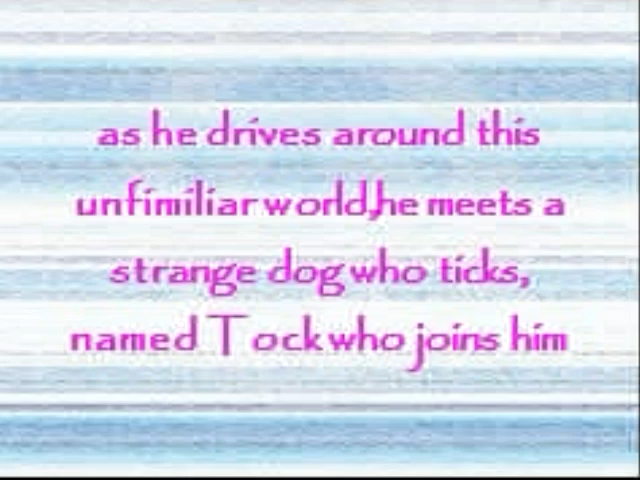 as he drives around this
unfimiliar world,he meets a
strange dog who ticks,
named Tock who joins him